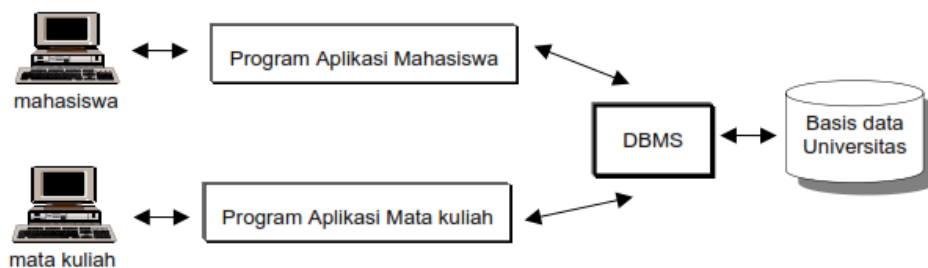 mahasiswa
Program Aplikasi Mahasiswa
DBMS
Basis data
Universitas
mata kuliah
Program Aplikasi Mata kuliah